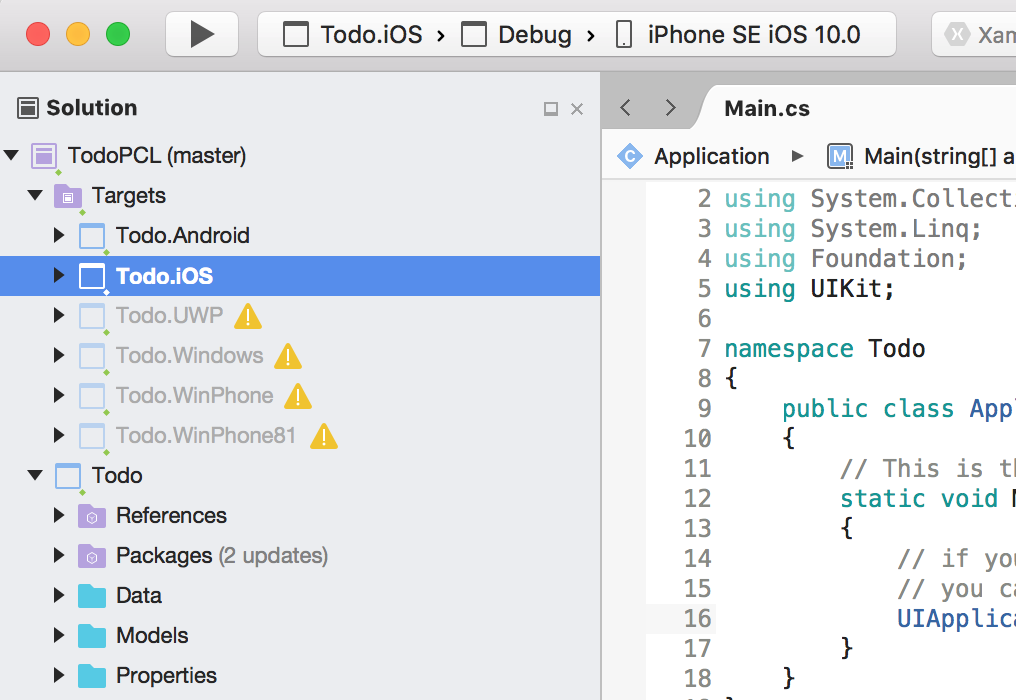 Todo.iOS › Debug › iPhone SE iOS 10.0
Solution
TodoPCL (master)
Targets
Todo.Android
Todo.iOS
Todo.UWP
Todo.Windows
Todo.WinPhone
Todo.WinPhone81
Todo
References
Packages (2 updates)
Data
Models
Properties
X Xam
Main.cs
C Application M Main(string[] a
2 using System.Collecti
3 using System.Linq;
4 using Foundation;
5 using UIKit;
6
7 namespace Todo
8 {
9 public class Appl
10 {
11 // This is th
12 static void M
13 {
14 // if you
15 // you ca
16 UIApplica
17 }
18 }